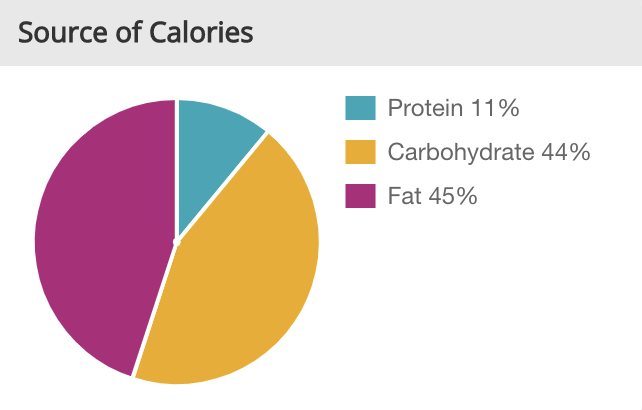 Source of Calories
Protein 11%
Carbohydrate 44%
Fat 45%